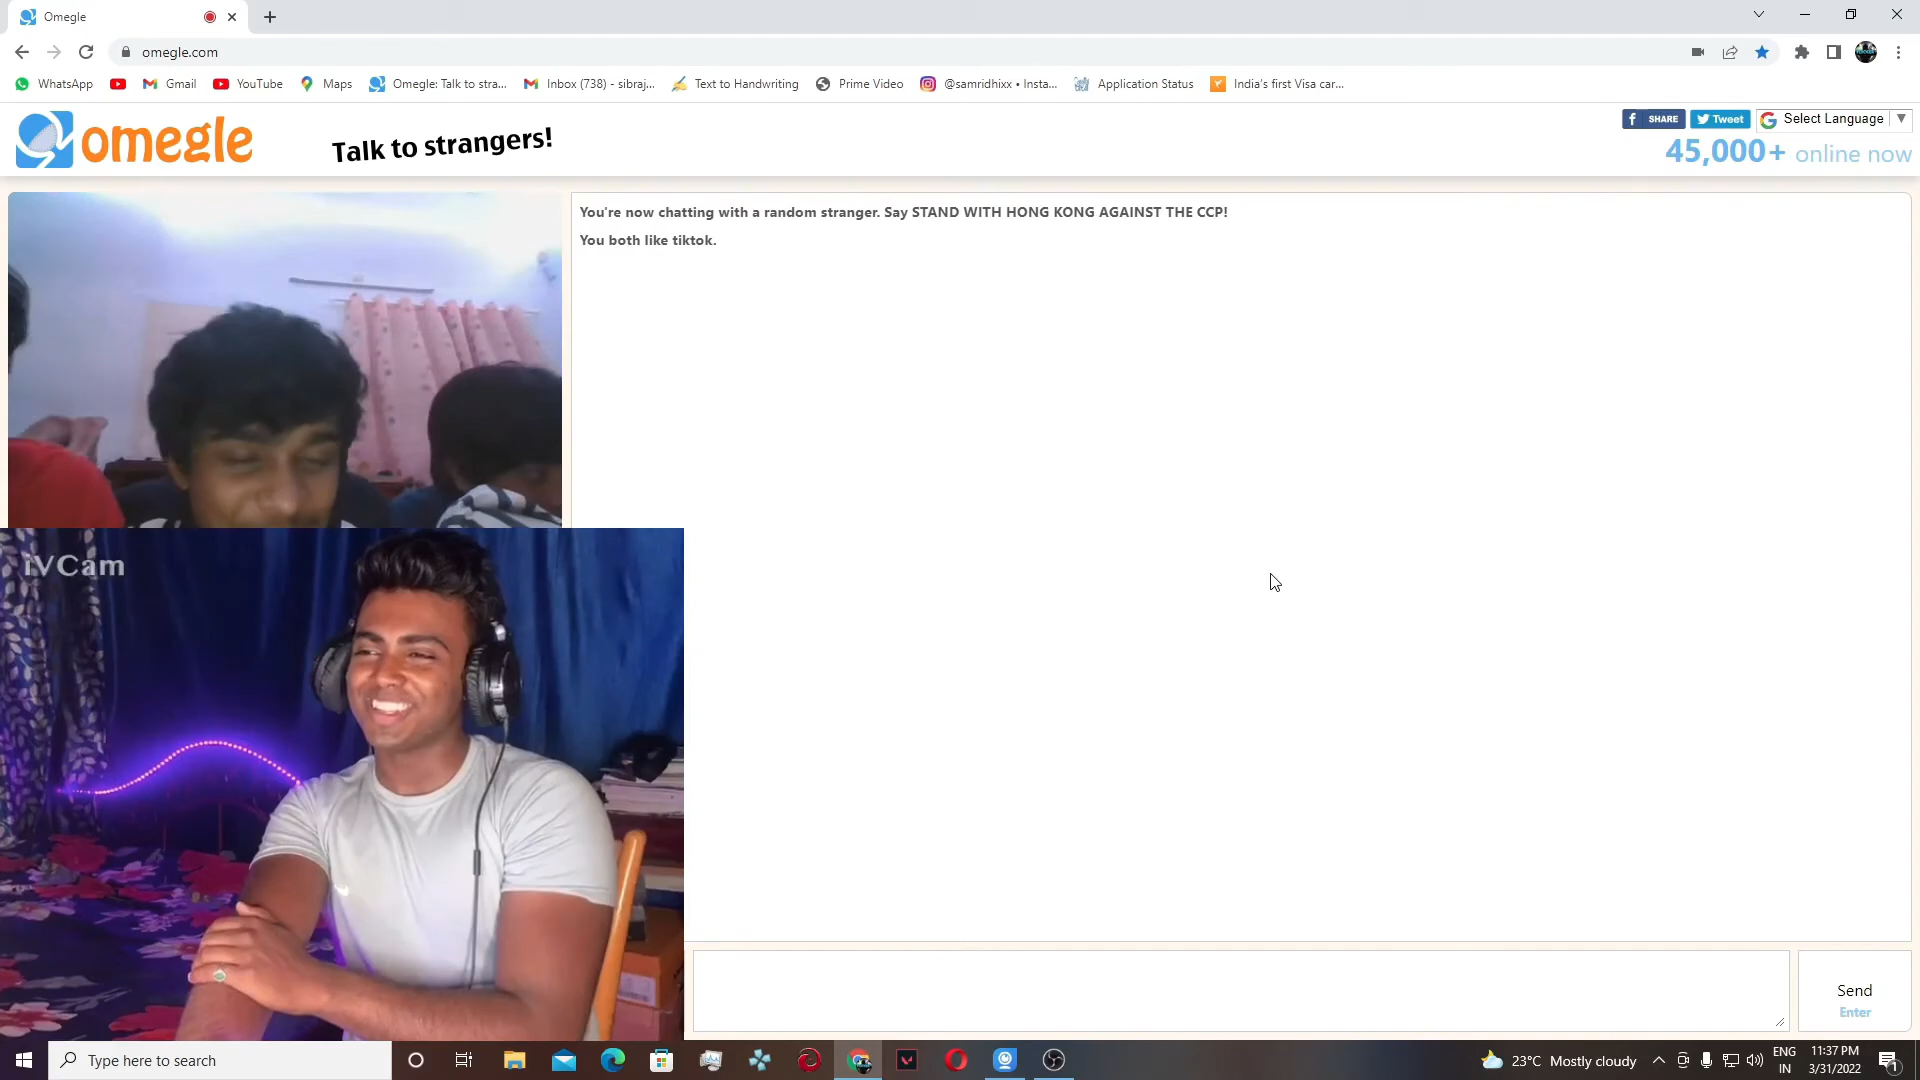 Omegle
omegle.com
WhatsApp
Gmail
YouTube
Maps
Omegle: Talk to stra...
Inbox (738) - sibraj...
Text to Handwriting
Prime Video
@samridhixx • Insta...
Application Status
India's first Visa car...
omegle
Talk to strangers!
SHARE
Tweet
Select Language
45,000+ online now
You're now chatting with a random stranger. Say STAND WITH HONG KONG AGAINST THE CCP!
You both like tiktok.
iVCam
Send
Enter
Type here to search
23°C Mostly cloudy
ENG
IN
11:37 PM
3/31/2022
1